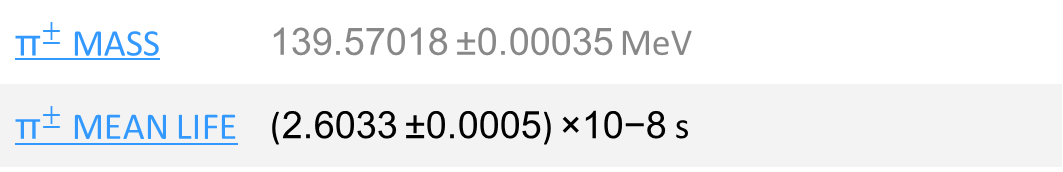 π± MASS 139.57018 ±0.00035 MeV
π± MEAN LIFE (2.6033 ±0.0005) ×10−8 s